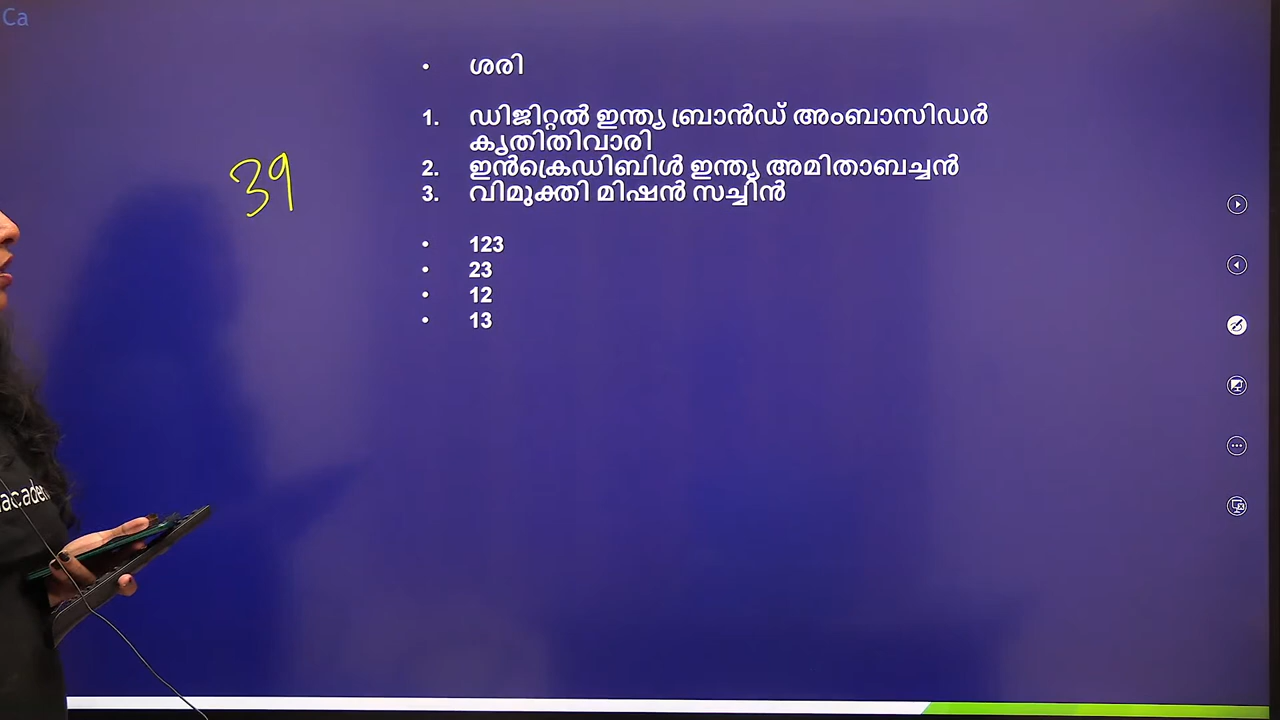 Ca
• ശരി
1. ഡിജിറ്റൽ ഇന്ത്യ ബ്രാൻഡ് അംബാസിഡർ
കൃതിതിവാരി
39
2. ഇൻക്രെഡിബിൾ ഇന്ത്യ അമിതാബച്ചൻ
3. വിമുക്തി മിഷൻ സച്ചിൻ
• 123
• 23
• 12
• 13